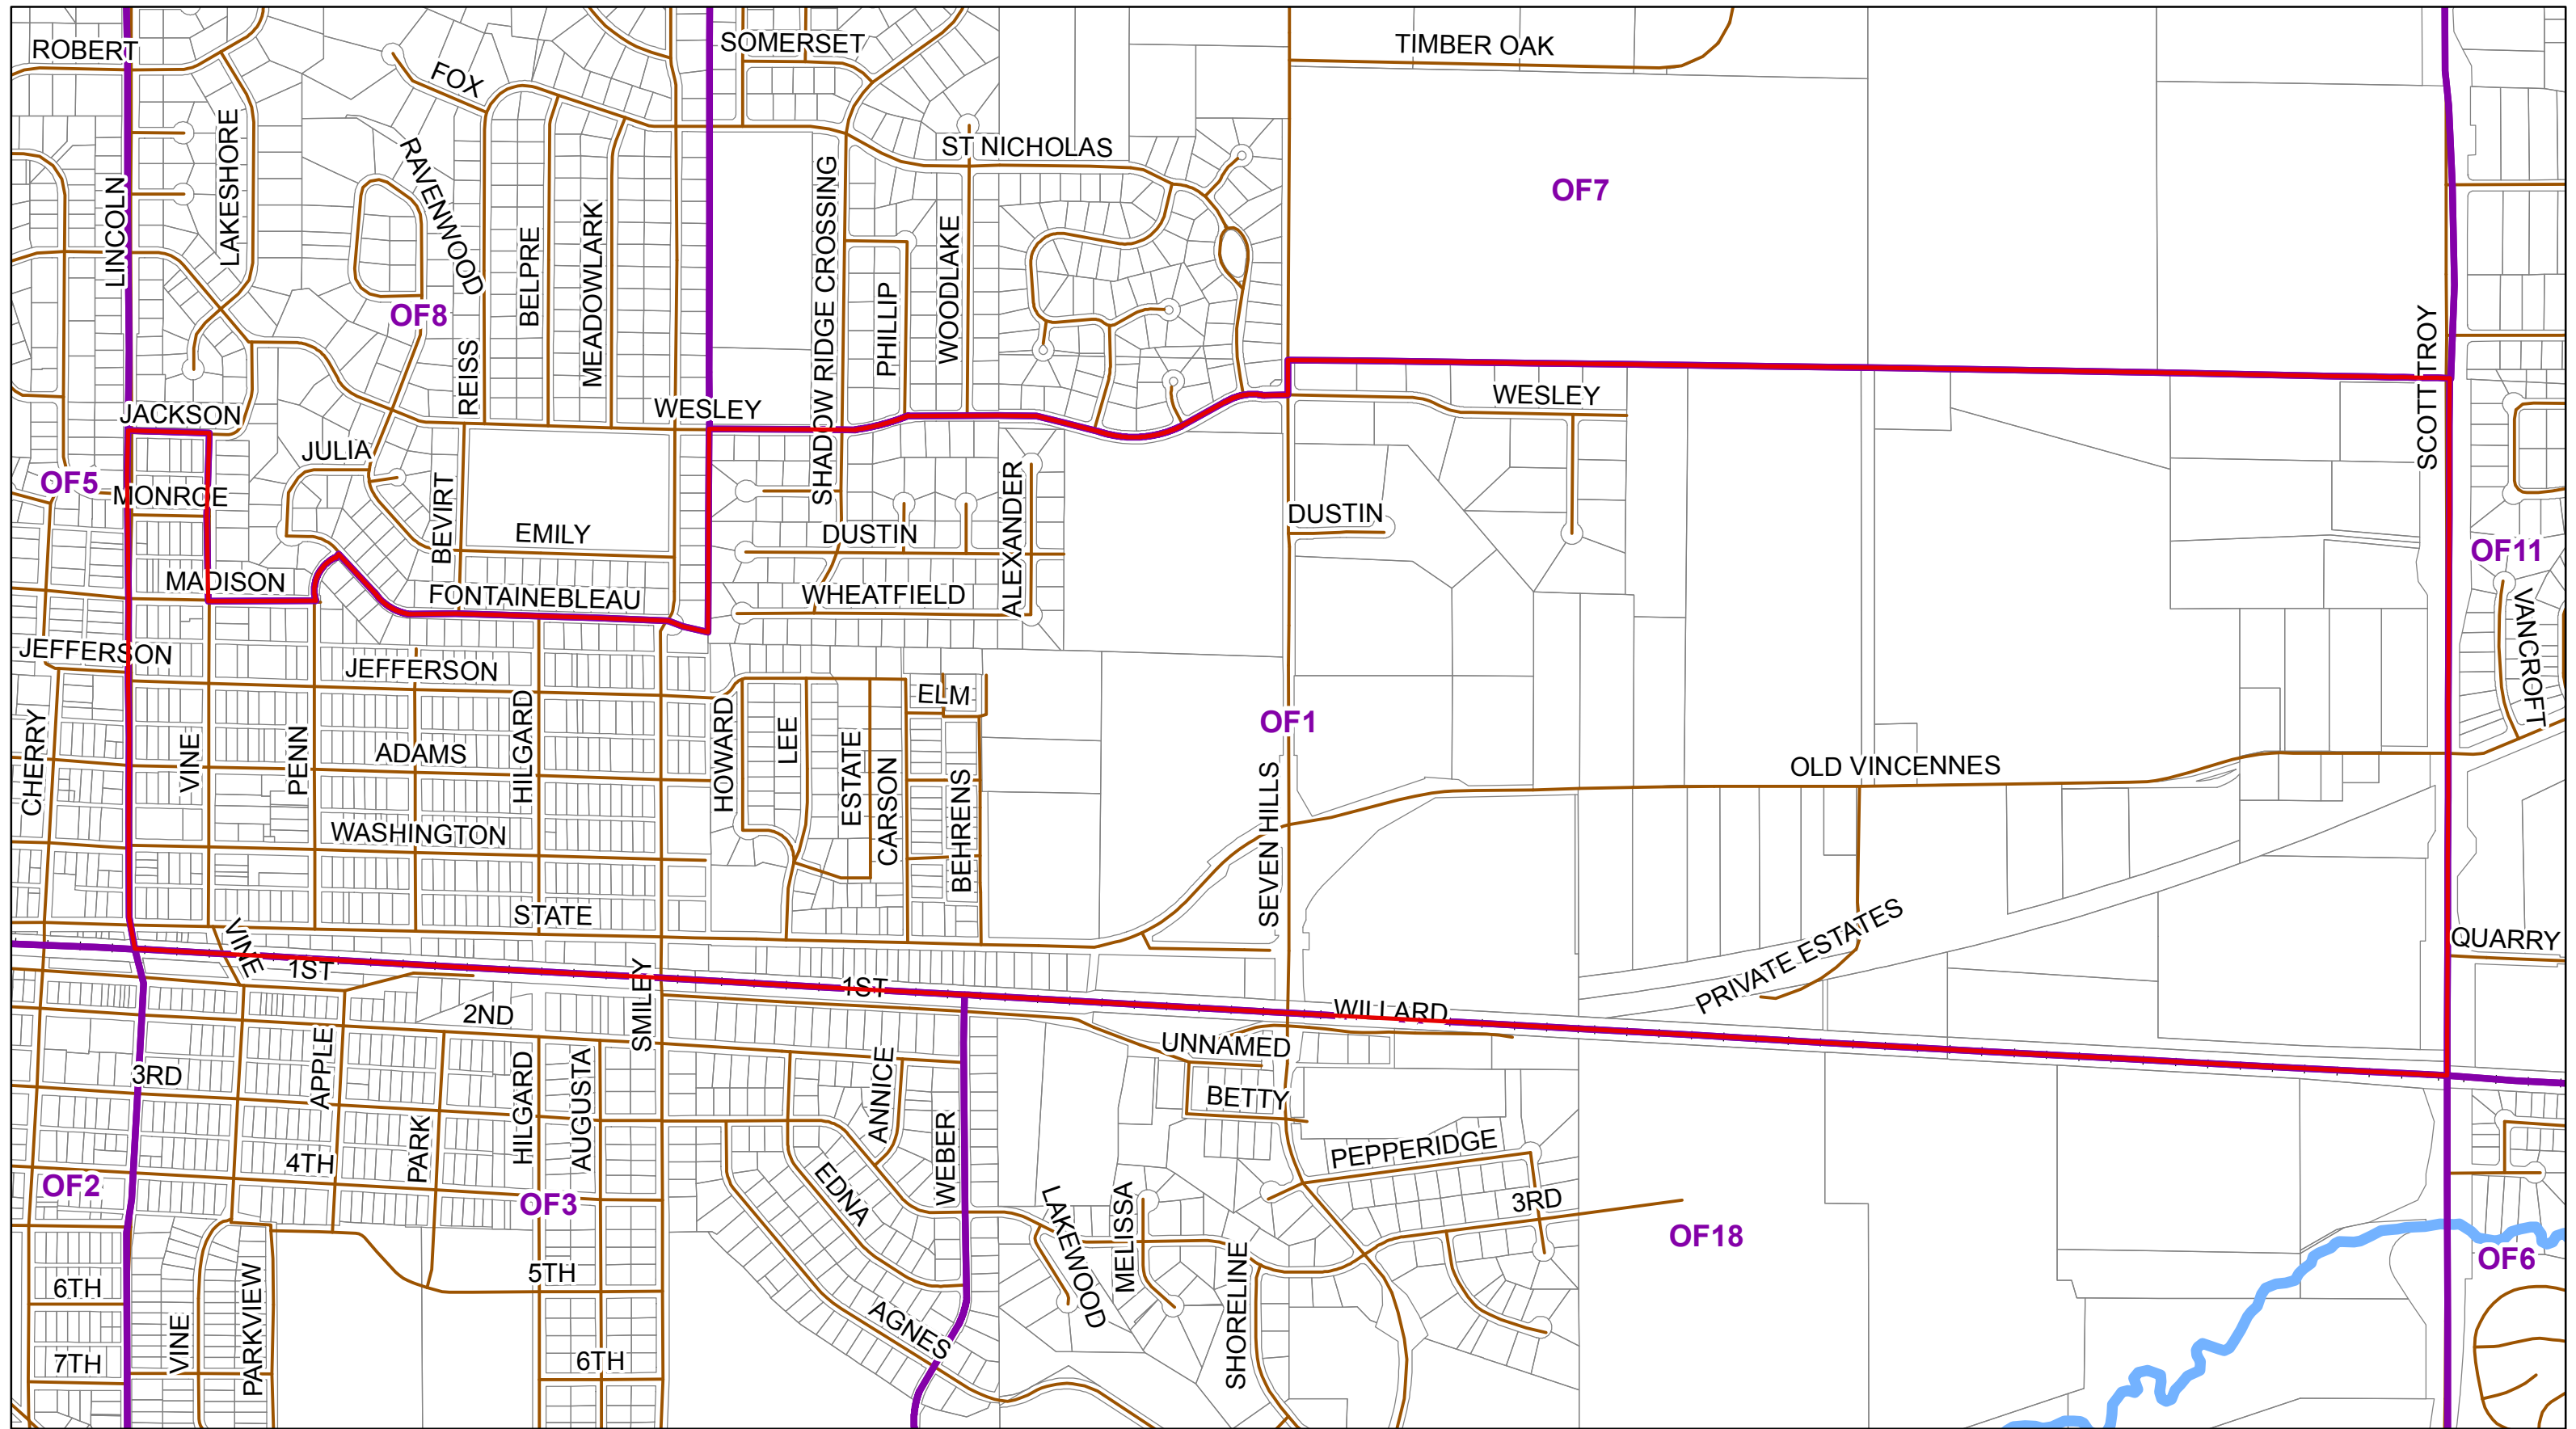 ROBERT
SOMERSET
TIMBER OAK
FOX
LAKESHORE
RAVENWOOD
ST NICHOLAS
OF7
LINCOLN
BELPRE
MEADOWLARK
SHADOW RIDGE CROSSING
PHILLIP
WOODLAKE
OF8
REISS
SCOTT TROY
WESLEY
WESLEY
JACKSON
JULIA
OF5
MONROE
BEVIRT
EMILY
DUSTIN
ALEXANDER
DUSTIN
OF11
MADISON
FONTAINEBLEAU
WHEATFIELD
VANCROFT
JEFFERSON
JEFFERSON
ELM
OF1
CHERRY
VINE
PENN
ADAMS
HILGARD
HOWARD
LEE
ESTATE
CARSON
BEHRENS
SEVEN HILLS
OLD VINCENNES
WASHINGTON
STATE
VINE
1ST
1ST
WILLARD
PRIVATE ESTATES
QUARRY
SMILEY
2ND
UNNAMED
3RD
APPLE
HILGARD
AUGUSTA
ANNICE
WEBER
BETTY
PARK
4TH
PEPPERIDGE
OF2
OF3
EDNA
LAKEWOOD
MELISSA
3RD
OF18
OF6
SHORELINE
6TH
5TH
PARKVIEW
VINE
AGNES
7TH
6TH